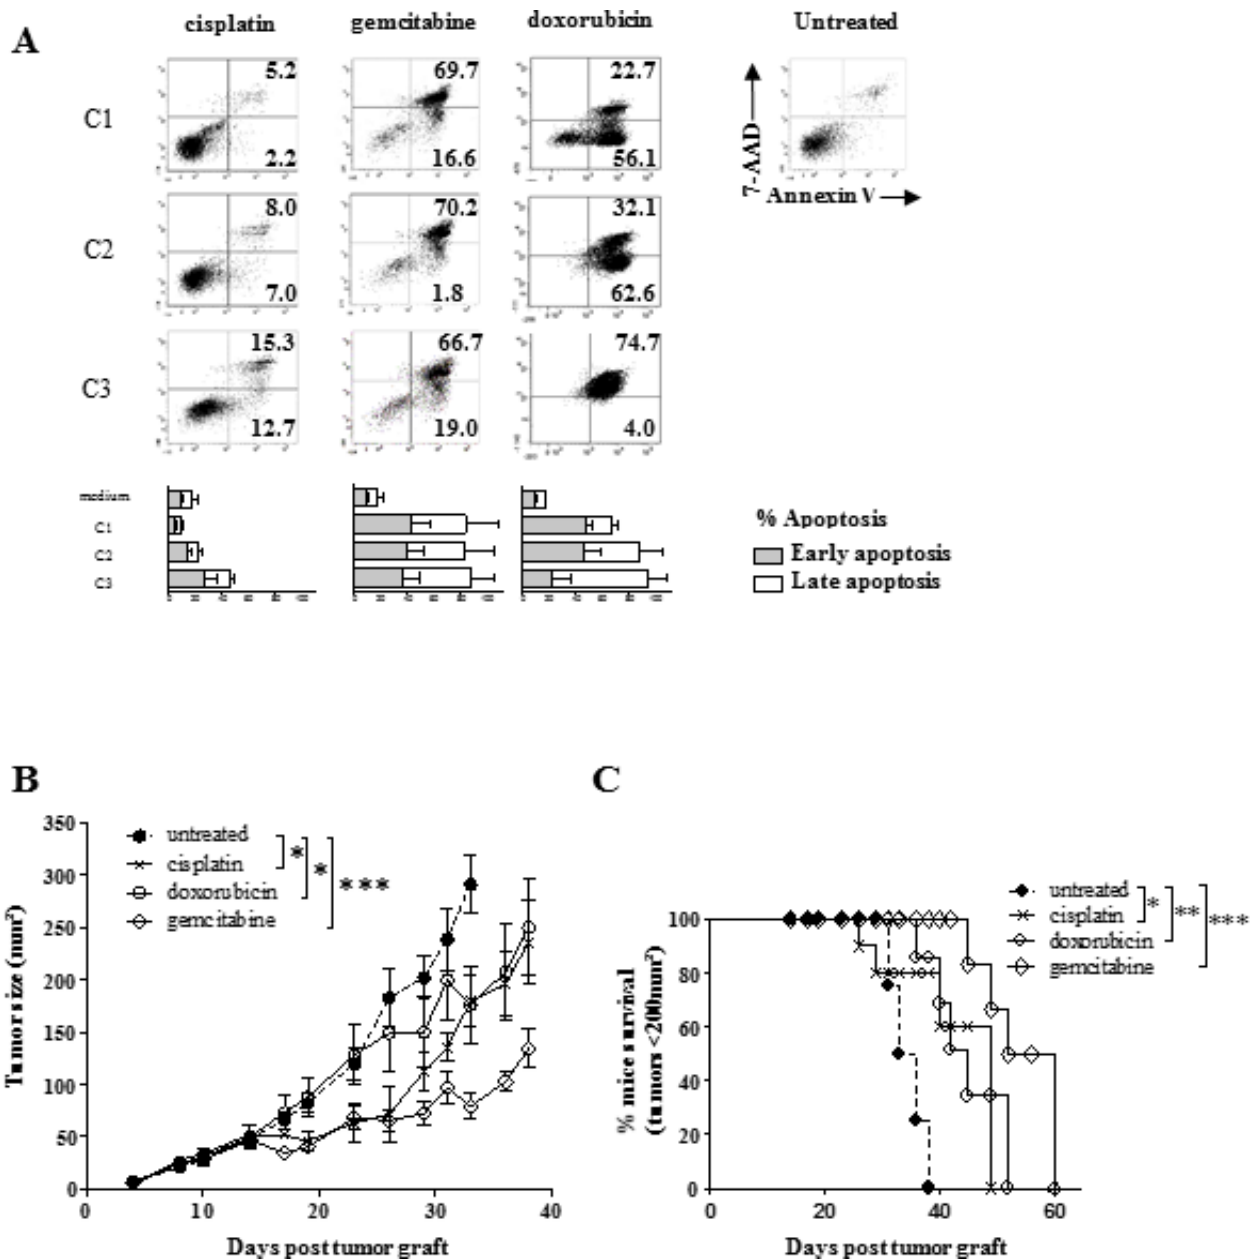 A
cisplatin gemcitabine doxorubicin Untreated
C1
5.2 69.7 22.7
2.2 16.6 56.1
7-AAD
Annexin V
C2
8.0 70.2 32.1
7.0 1.8 62.6
C3
15.3 66.7 74.7
12.7 19.0 4.0
medium
C1
C2
C3
% Apoptosis
Early apoptosis
Late apoptosis
B
350
300
250
200
150
100
50
0
0 10 20 30 40
Tumor size (mm²)
Days post tumor graft
untreated
cisplatin
doxorubicin
gemcitabine
* * ***
C
100
80
60
40
20
0
0 20 40 60
% mice survival
(tumors <200mm²)
Days post tumor graft
untreated
cisplatin
doxorubicin
gemcitabine
* ** ***